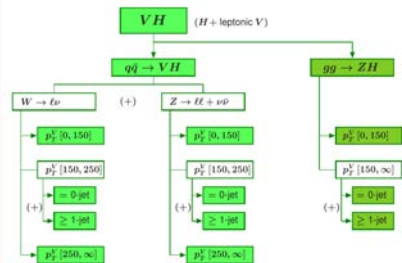 VH (H + leptonic V)
qq̄ → VH
gg → ZH
W → ℓν (+) Z → ℓℓ + νν̄
p_T^V [0, 150]
p_T^V [0, 150]
p_T^V [0, 150]
p_T^V [150, 250]
p_T^V [150, 250]
p_T^V [150, ∞]
(+) = 0-jet
(+) = 0-jet
(+) = 0-jet
≥ 1-jet
≥ 1-jet
≥ 1-jet
p_T^V [250, ∞]
p_T^V [250, ∞]